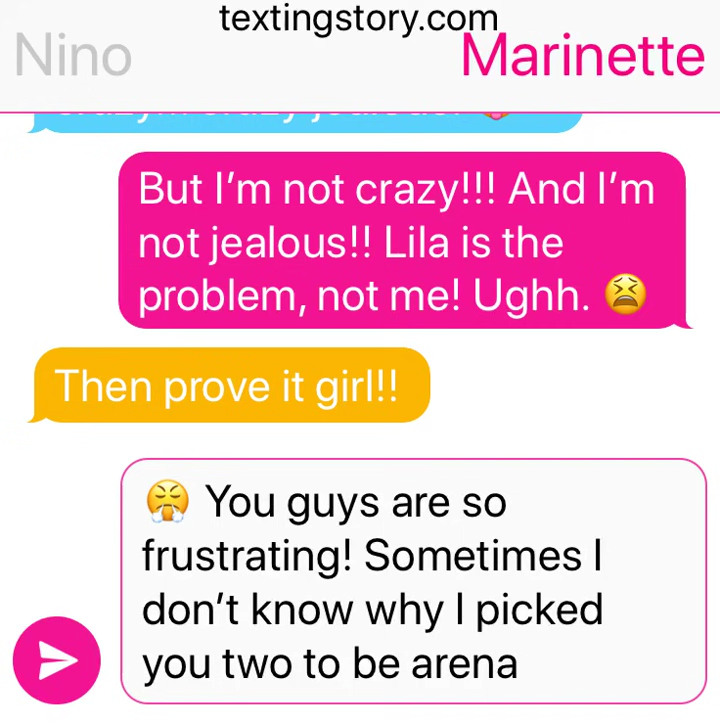 textingstory.com
Nino Marinette
But I’m not crazy!!! And I’m
not jealous!! Lila is the
problem, not me! Ughh. 😫
Then prove it girl!!
😤 You guys are so
frustrating! Sometimes I
don’t know why I picked
you two to be arena